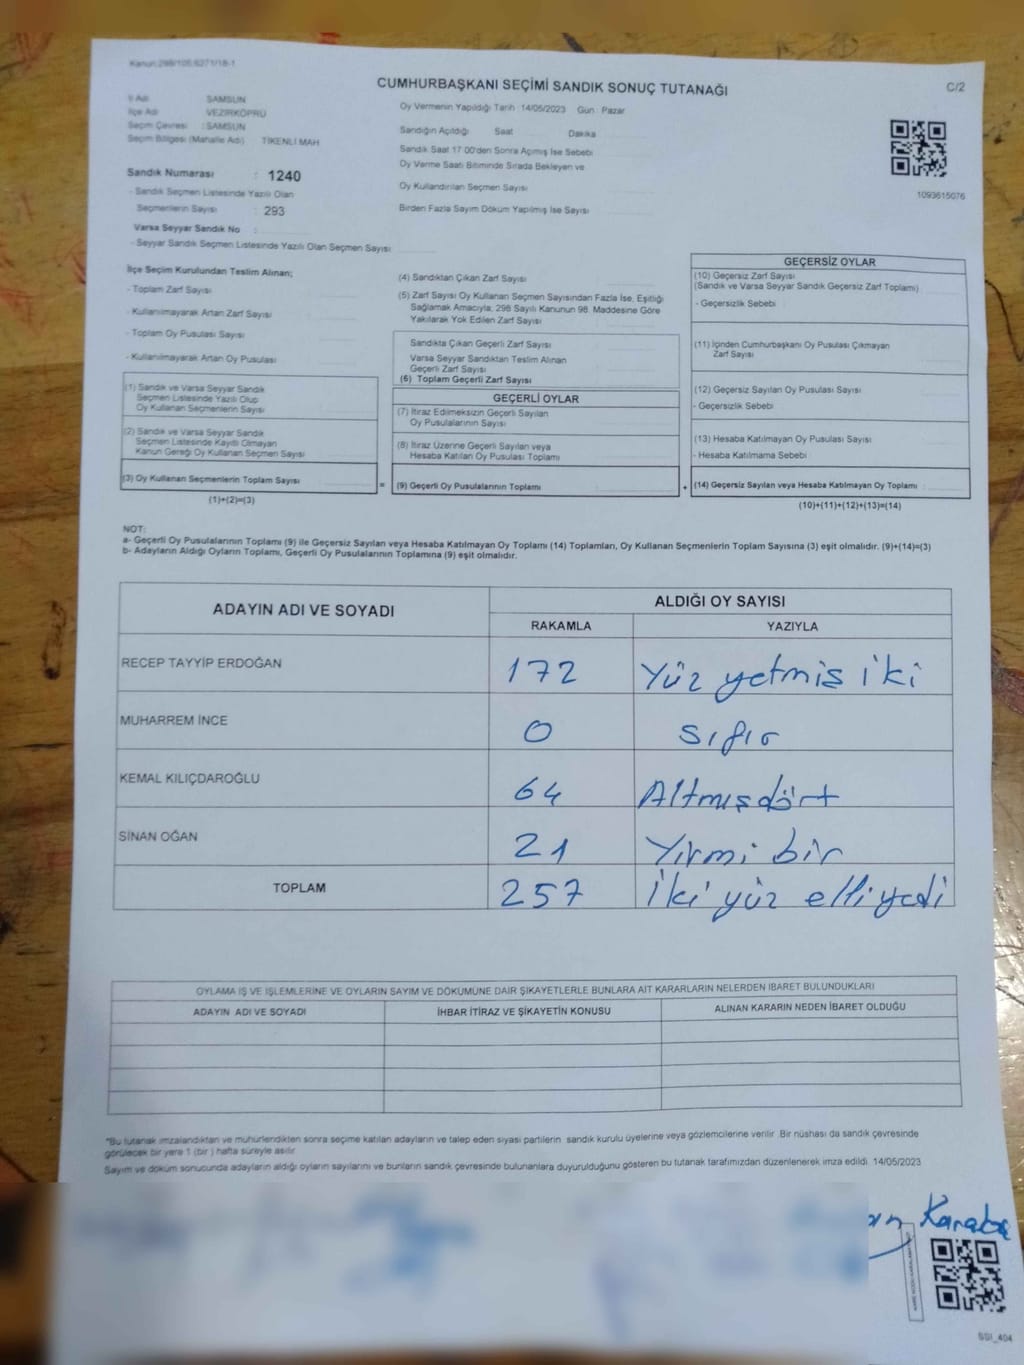 Kanun:298/105;6271/18-1
CUMHURBAŞKANI SEÇİMİ SANDIK SONUÇ TUTANAĞI
C/2
İl Adı SAMSUN
İlçe Adı VEZİRKÖPRÜ
Seçim Çevresi : SAMSUN
Seçim Bölgesi (Mahalle Adı) TİKENLİ MAH
Oy Vermenin Yapıldığı Tarih : 14/05/2023 Gün : Pazar
Sandığın Açıldığı Saat Dakika
Sandık Saat 17.00'den Sonra Açımış İse Sebebi
Oy Verme Saati Bitiminde Sırada Bekleyen ve
Oy Kullandırılan Seçmen Sayısı
Birden Fazla Sayım Döküm Yapılmış İse Sayısı
1093615076
Sandık Numarası : 1240
- Sandık Seçmen Listesinde Yazılı Olan
Seçmenlerin Sayısı : 293
Varsa Seyyar Sandık No :
- Seyyar Sandık Seçmen Listesinde Yazılı Olan Seçmen Sayısı:
İlçe Seçim Kurulundan Teslim Alınan;
- Toplam Zarf Sayısı
- Kullanılmayarak Artan Zarf Sayısı
- Toplam Oy Pusulası Sayısı
- Kullanılmayarak Artan Oy Pusulası
(1) Sandık ve Varsa Seyyar Sandık
Seçmen Listesinde Yazılı Olup
Oy Kullanan Seçmenlerin Sayısı
(2) Sandık ve Varsa Seyyar Sandık
Seçmen Listesinde Kayıtlı Olmayan
Kanun Gereği Oy Kullanan Seçmen Sayısı
(3) Oy Kullanan Seçmenlerin Toplam Sayısı
(1)+(2)=(3)
=
(4) Sandıktan Çıkan Zarf Sayısı
(5) Zarf Sayısı Oy Kullanan Seçmen Sayısından Fazla İse, Eşitliği
Sağlamak Amacıyla, 298 Sayılı Kanunun 98. Maddesine Göre
Yakılarak Yok Edilen Zarf Sayısı
Sandıkta Çıkan Geçerli Zarf Sayısı
Varsa Seyyar Sandıktan Teslim Alınan
Geçerli Zarf Sayısı
(6) Toplam Geçerli Zarf Sayısı
GEÇERLİ OYLAR
(7) İtiraz Edilmeksizin Geçerli Sayılan
Oy Pusulalarının Sayısı
(8) İtiraz Üzerine Geçerli Sayılan veya
Hesaba Katılan Oy Pusulası Toplamı
(9) Geçerli Oy Pusulalarının Toplamı
+
GEÇERSİZ OYLAR
(10) Geçersiz Zarf Sayısı
(Sandık ve Varsa Seyyar Sandık Geçersiz Zarf Toplamı)
- Geçersizlik Sebebi
(11) İçinden Cumhurbaşkanı Oy Pusulası Çıkmayan
Zarf Sayısı
(12) Geçersiz Sayılan Oy Pusulası Sayısı
- Geçersizlik Sebebi
(13) Hesaba Katılmayan Oy Pusulası Sayısı
- Hesaba Katılmama Sebebi
(14) Geçersiz Sayılan veya Hesaba Katılmayan Oy Toplamı
(10)+(11)+(12)+(13)=(14)
NOT:
a- Geçerli Oy Pusulalarının Toplamı (9) ile Geçersiz Sayılan veya Hesaba Katılmayan Oy Toplamı (14) Toplamları, Oy Kullanan Seçmenlerin Toplam Sayısına (3) eşit olmalıdır. (9)+(14)=(3)
b- Adayların Aldığı Oyların Toplamı, Geçerli Oy Pusulalarının Toplamına (9) eşit olmalıdır.
ADAYIN ADI VE SOYADI ALDIĞI OY SAYISI
RAKAMLA YAZIYLA
RECEP TAYYİP ERDOĞAN 172 Yüz yetmiş iki
MUHARREM İNCE 0 sıfır
KEMAL KILIÇDAROĞLU 64 Altmışdört
SİNAN OĞAN 21 Yirmi bir
TOPLAM 257 İki yüz elli yedi
OYLAMA İŞ VE İŞLEMLERİNE VE OYLARIN SAYIM VE DÖKÜMÜNE DAİR ŞİKAYETLERLE BUNLARA AİT KARARLARIN NELERDEN İBARET BULUNDUKLARI
ADAYIN ADI VE SOYADI İHBAR İTİRAZ VE ŞİKAYETİN KONUSU ALINAN KARARIN NEDEN İBARET OLDUĞU
*Bu tutanak imzalandıktan ve mühürlendikten sonra seçime katılan adayların ve talep eden siyasi partilerin sandık kurulu üyelerine veya gözlemcilerine verilir. Bir nüshası da sandık çevresinde
görülecek bir yere 1 (bir ) hafta süreyle asılır.
Sayım ve döküm sonucunda adayların aldığı oyların sayılarını ve bunların sandık çevresinde bulunanlara duyurulduğunu gösteren bu tutanak tarafımızdan düzenlenerek imza edildi. 14/05/2023